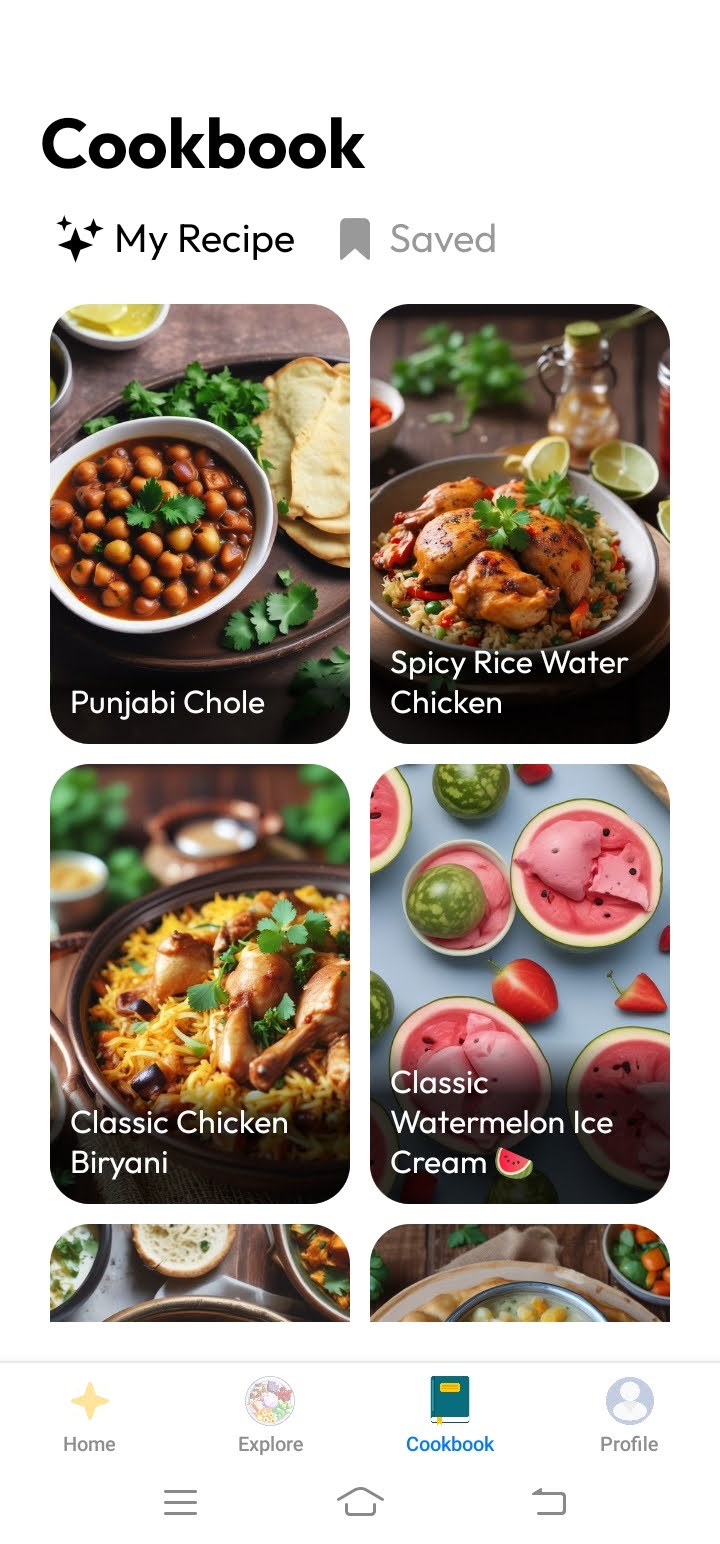 Cookbook
My Recipe
Saved
Punjabi Chole
Spicy Rice Water
Chicken
Classic Chicken
Biryani
Classic
Watermelon Ice
Cream 🍉
Home
Explore
Cookbook
Profile